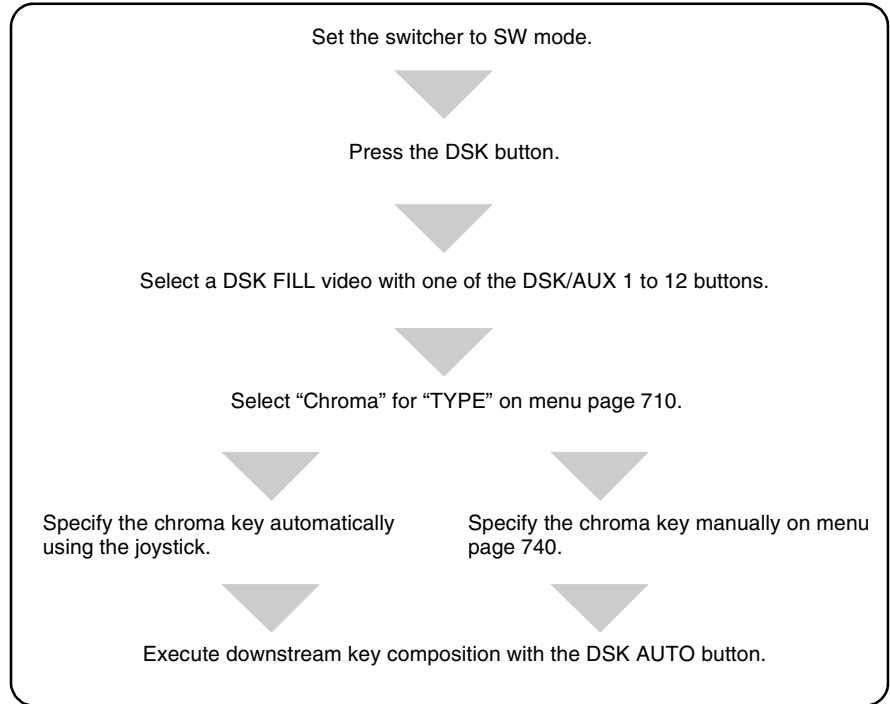 Set the switcher to SW mode.
Press the DSK button.
Select a DSK FILL video with one of the DSK/AUX 1 to 12 buttons.
Select “Chroma” for “TYPE” on menu page 710.
Specify the chroma key automatically
using the joystick.
Specify the chroma key manually on menu
page 740.
Execute downstream key composition with the DSK AUTO button.